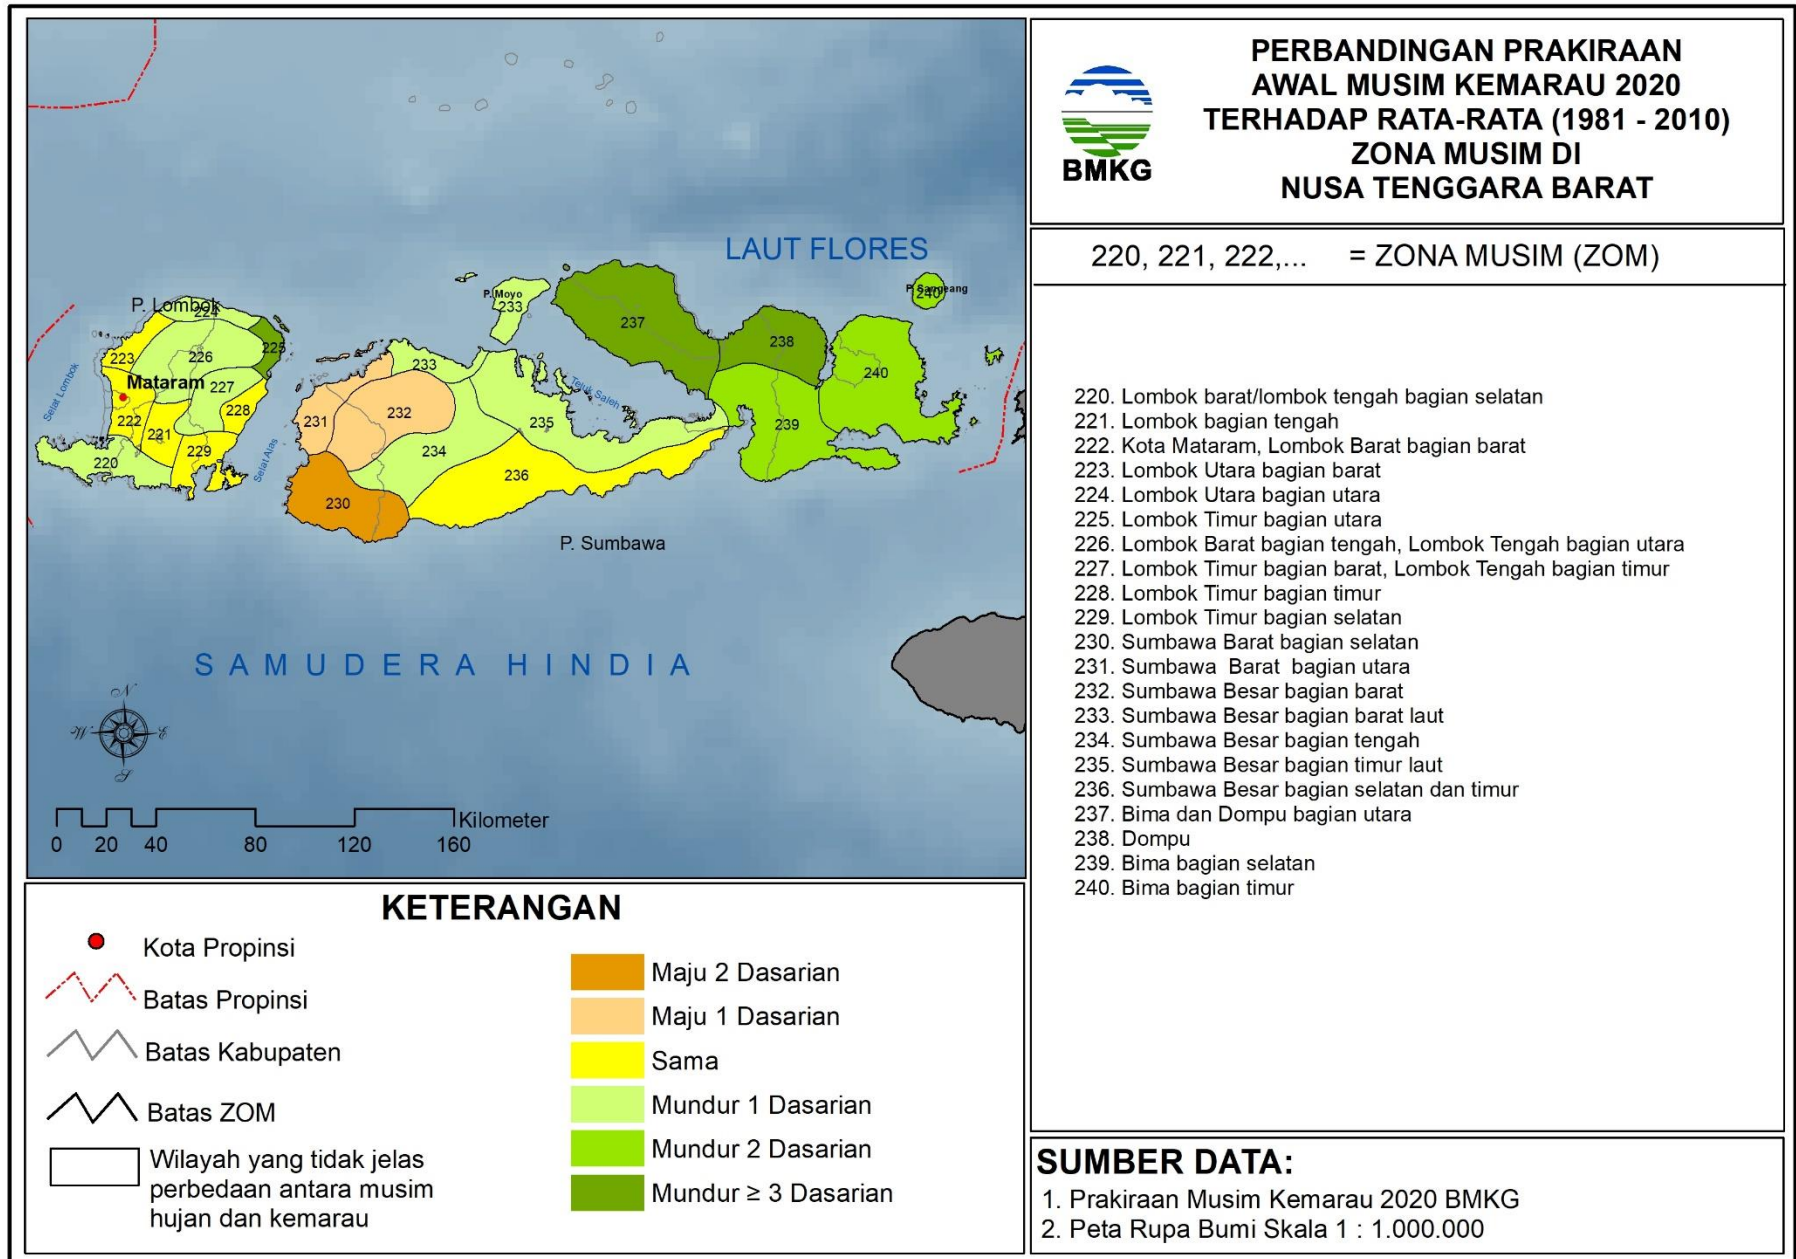 PERBANDINGAN PRAKIRAAN
AWAL MUSIM KEMARAU 2020
TERHADAP RATA-RATA (1981 - 2010)
ZONA MUSIM DI
NUSA TENGGARA BARAT
BMKG
220, 221, 222,... = ZONA MUSIM (ZOM)
220. Lombok barat/lombok tengah bagian selatan
221. Lombok bagian tengah
222. Kota Mataram, Lombok Barat bagian barat
223. Lombok Utara bagian barat
224. Lombok Utara bagian utara
225. Lombok Timur bagian utara
226. Lombok Barat bagian tengah, Lombok Tengah bagian utara
227. Lombok Timur bagian barat, Lombok Tengah bagian timur
228. Lombok Timur bagian timur
229. Lombok Timur bagian selatan
230. Sumbawa Barat bagian selatan
231. Sumbawa Barat bagian utara
232. Sumbawa Besar bagian barat
233. Sumbawa Besar bagian barat laut
234. Sumbawa Besar bagian tengah
235. Sumbawa Besar bagian timur laut
236. Sumbawa Besar bagian selatan dan timur
237. Bima dan Dompu bagian utara
238. Dompu
239. Bima bagian selatan
240. Bima bagian timur
SUMBER DATA:
1. Prakiraan Musim Kemarau 2020 BMKG
2. Peta Rupa Bumi Skala 1 : 1.000.000
LAUT FLORES
P. Sangeang
240
P. Moyo
233
P. Lombok
224
237
238
225
223
226
233
240
Mataram
227
228
231
232
222
221
235
239
229
234
220
236
230
Selat Lombok
Selat Alas
Teluk Saleh
P. Sumbawa
SAMUDERA HINDIA
N
W
E
S
Kilometer
0 20 40 80 120 160
KETERANGAN
Kota Propinsi
Batas Propinsi
Batas Kabupaten
Batas ZOM
Wilayah yang tidak jelas
perbedaan antara musim
hujan dan kemarau
Maju 2 Dasarian
Maju 1 Dasarian
Sama
Mundur 1 Dasarian
Mundur 2 Dasarian
Mundur ≥ 3 Dasarian